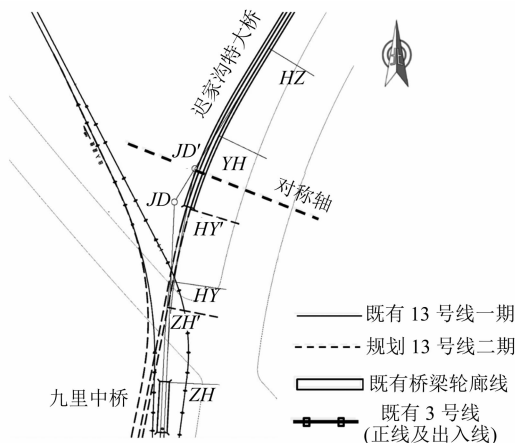 迟家沟特大桥
HZ
JD'
YH
对称轴
JD
HY'
HY
ZH'
ZH
九里中桥
既有 13 号线一期
规划 13 号线二期
既有桥梁轮廓线
既有 3 号线
(正线及出入线)